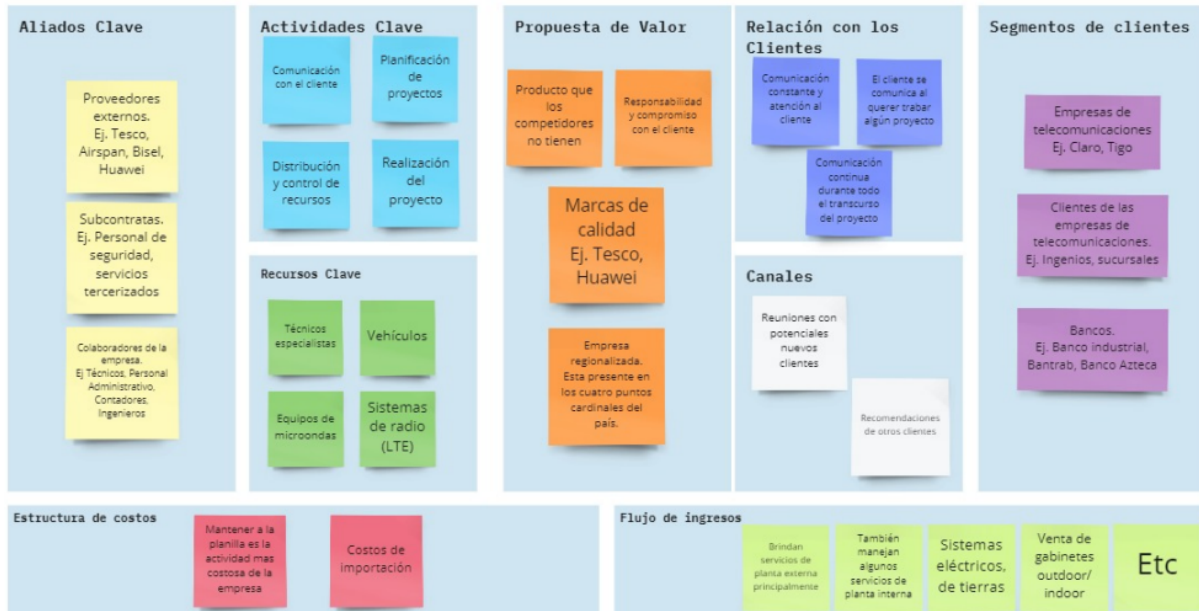 Aliados Clave
Proveedores
externos.
Ej. Tesco,
Airspan, Bisel,
Huawei
Subcontratas.
Ej. Personal de
seguridad,
servicios
tercerizados
Colaboradores de la
empresa.
Ej Técnicos, Personal
Administrativo,
Contadores,
Ingenieros
Actividades Clave
Comunicación
con el cliente
Planificación
de
proyectos
Distribución
y control de
recursos
Realización
del
proyecto
Recursos Clave
Técnicos
especialistas
Vehículos
Equipos de
microondas
Sistemas
de radio
(LTE)
Propuesta de Valor
Producto que
los
competidores
no tienen
Responsabilidad
y compromiso
con el cliente
Marcas de
calidad
Ej. Tesco,
Huawei
Empresa
regionalizada.
Esta presente en
los cuatro puntos
cardinales del
país.
Relación con los
Clientes
Comunicación
constante y
atención al
cliente
El cliente se
comunica al
querer trabar
algún proyecto
Comunicación
continua
durante todo
el transcurso
del proyecto
Canales
Reuniones con
potenciales
nuevos
clientes
Recomendaciones
de otros clientes
Segmentos de clientes
Empresas de
telecomunicaciones
Ej. Claro, Tigo
Clientes de las
empresas de
telecomunicaciones.
Ej. Ingenios, sucursales
Bancos.
Ej. Banco industrial,
Bantrab, Banco Azteca
Estructura de costos
Mantener a la
planilla es la
actividad mas
costosa de la
empresa
Costos de
importación
Flujo de ingresos
Brindan
servicios de
planta externa
principalmente
También
manejan
algunos
servicios de
planta interna
Sistemas
eléctricos,
de tierras
Venta de
gabinetes
outdoor/
indoor
Etc